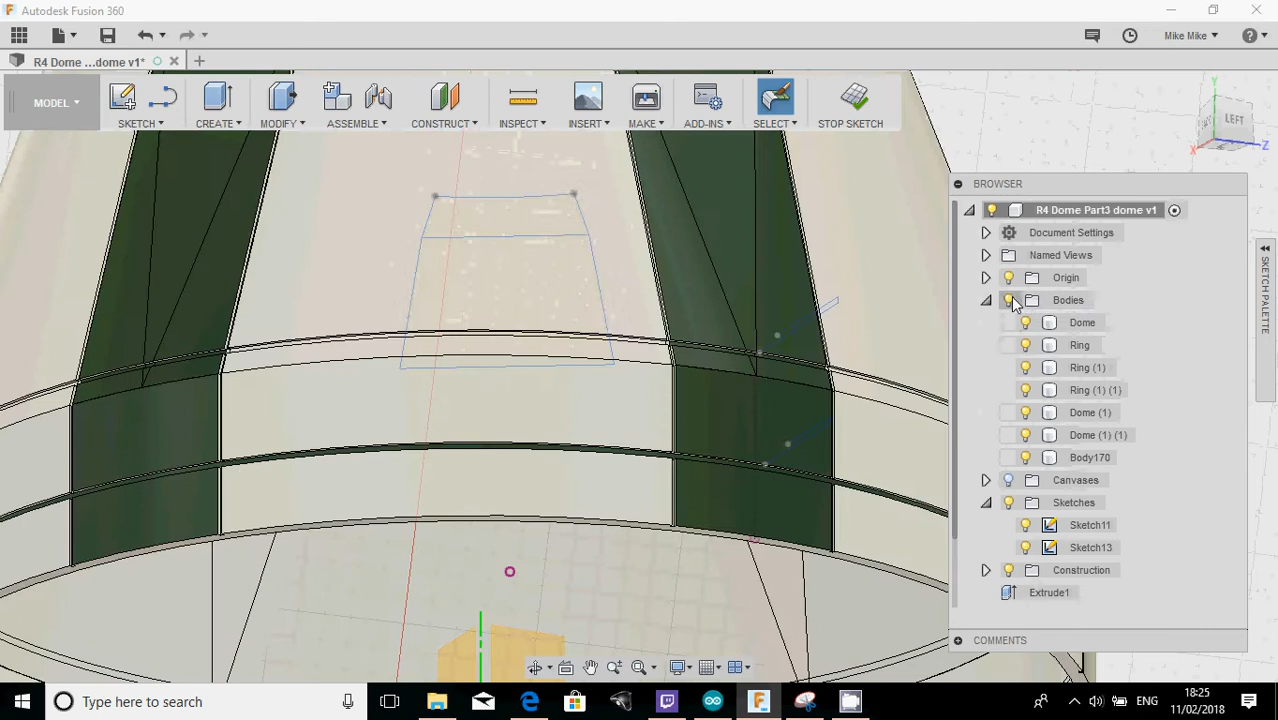 Autodesk Fusion 360
Mike Mike
R4 Dome ...dome v1*
MODEL
SKETCH
CREATE
MODIFY
ASSEMBLE
CONSTRUCT
INSPECT
INSERT
MAKE
ADD-INS
SELECT
STOP SKETCH
Y
LEFT
X
Z
BROWSER
R4 Dome Part3 dome v1
Document Settings
Named Views
Origin
Bodies
Dome
Ring
Ring (1)
Ring (1) (1)
Dome (1)
Dome (1) (1)
Body170
Canvases
Sketches
Sketch11
Sketch13
Construction
Extrude1
COMMENTS
SKETCH PALETTE
Type here to search
ENG
18:25
11/02/2018